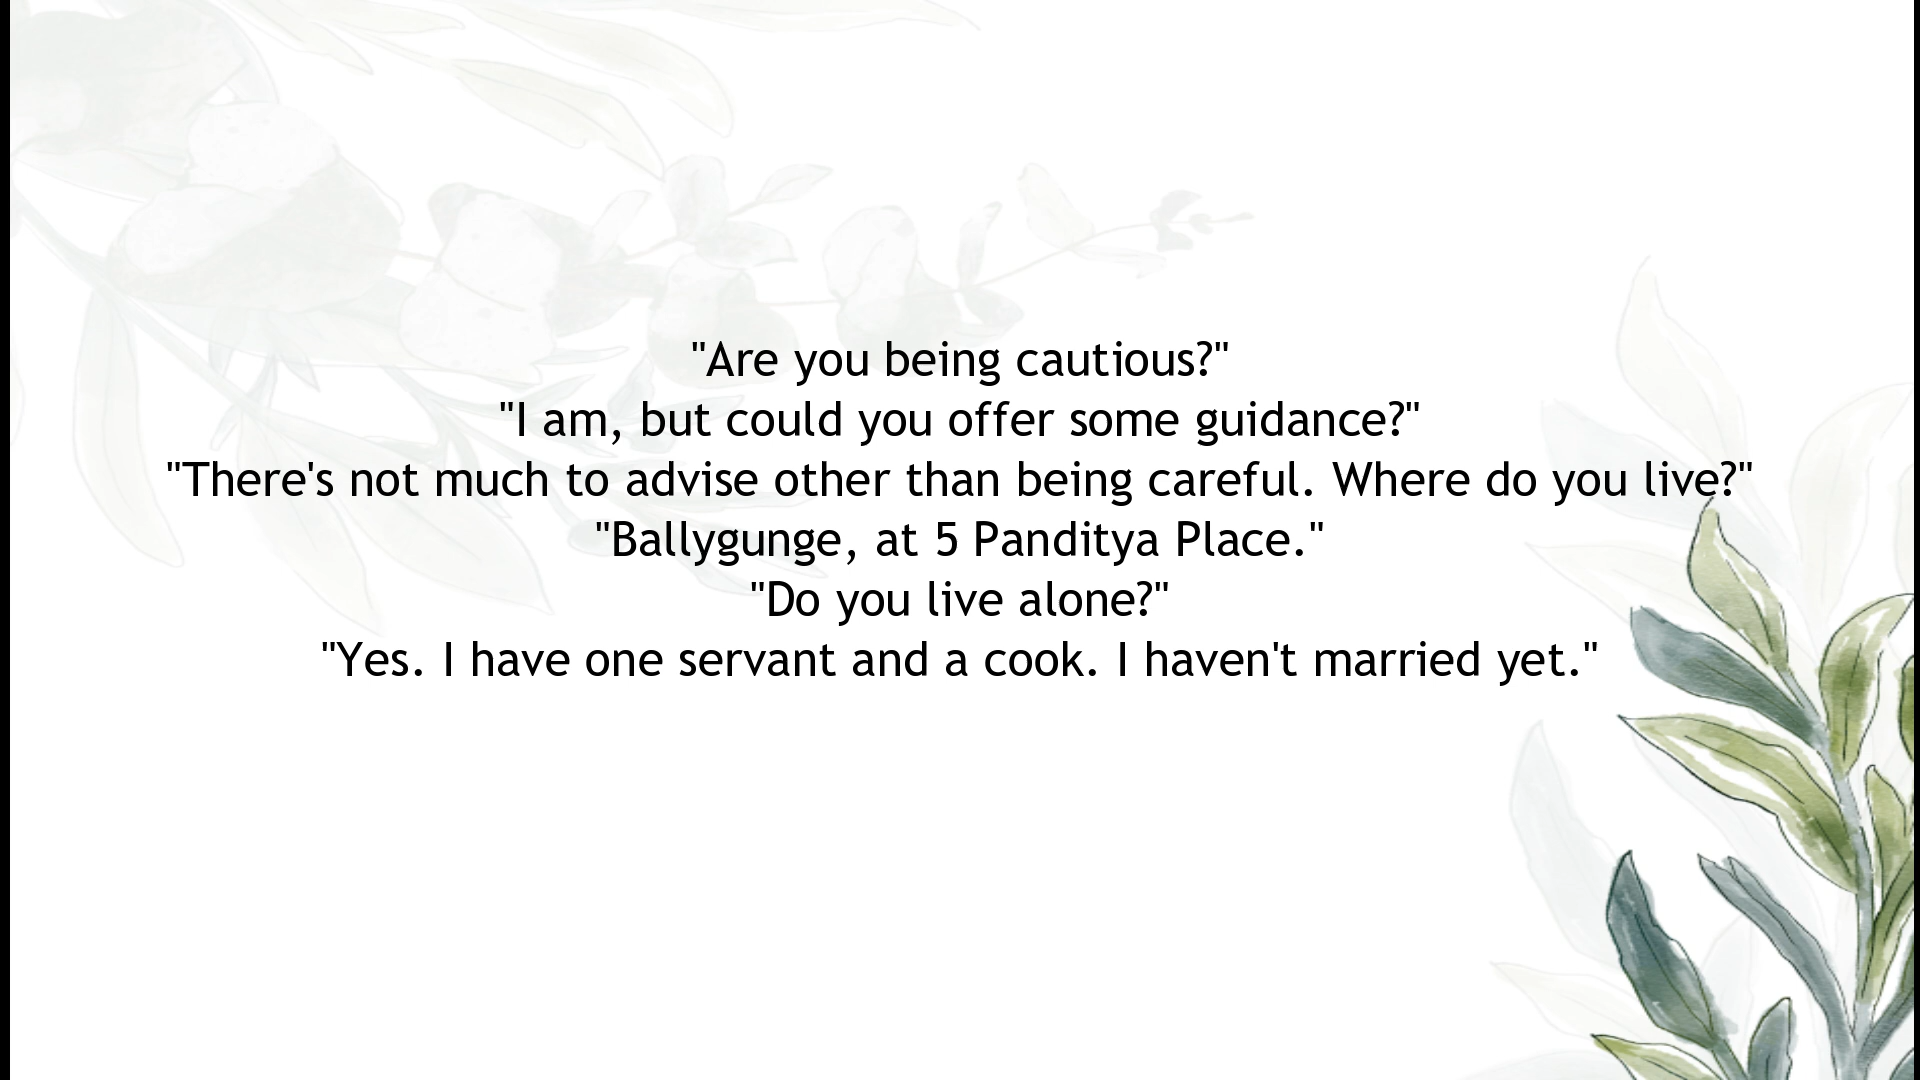 "Are you being cautious?"
"I am, but could you offer some guidance?"
"There's not much to advise other than being careful. Where do you live?"
"Ballygunge, at 5 Panditya Place."
"Do you live alone?"
"Yes. I have one servant and a cook. I haven't married yet."